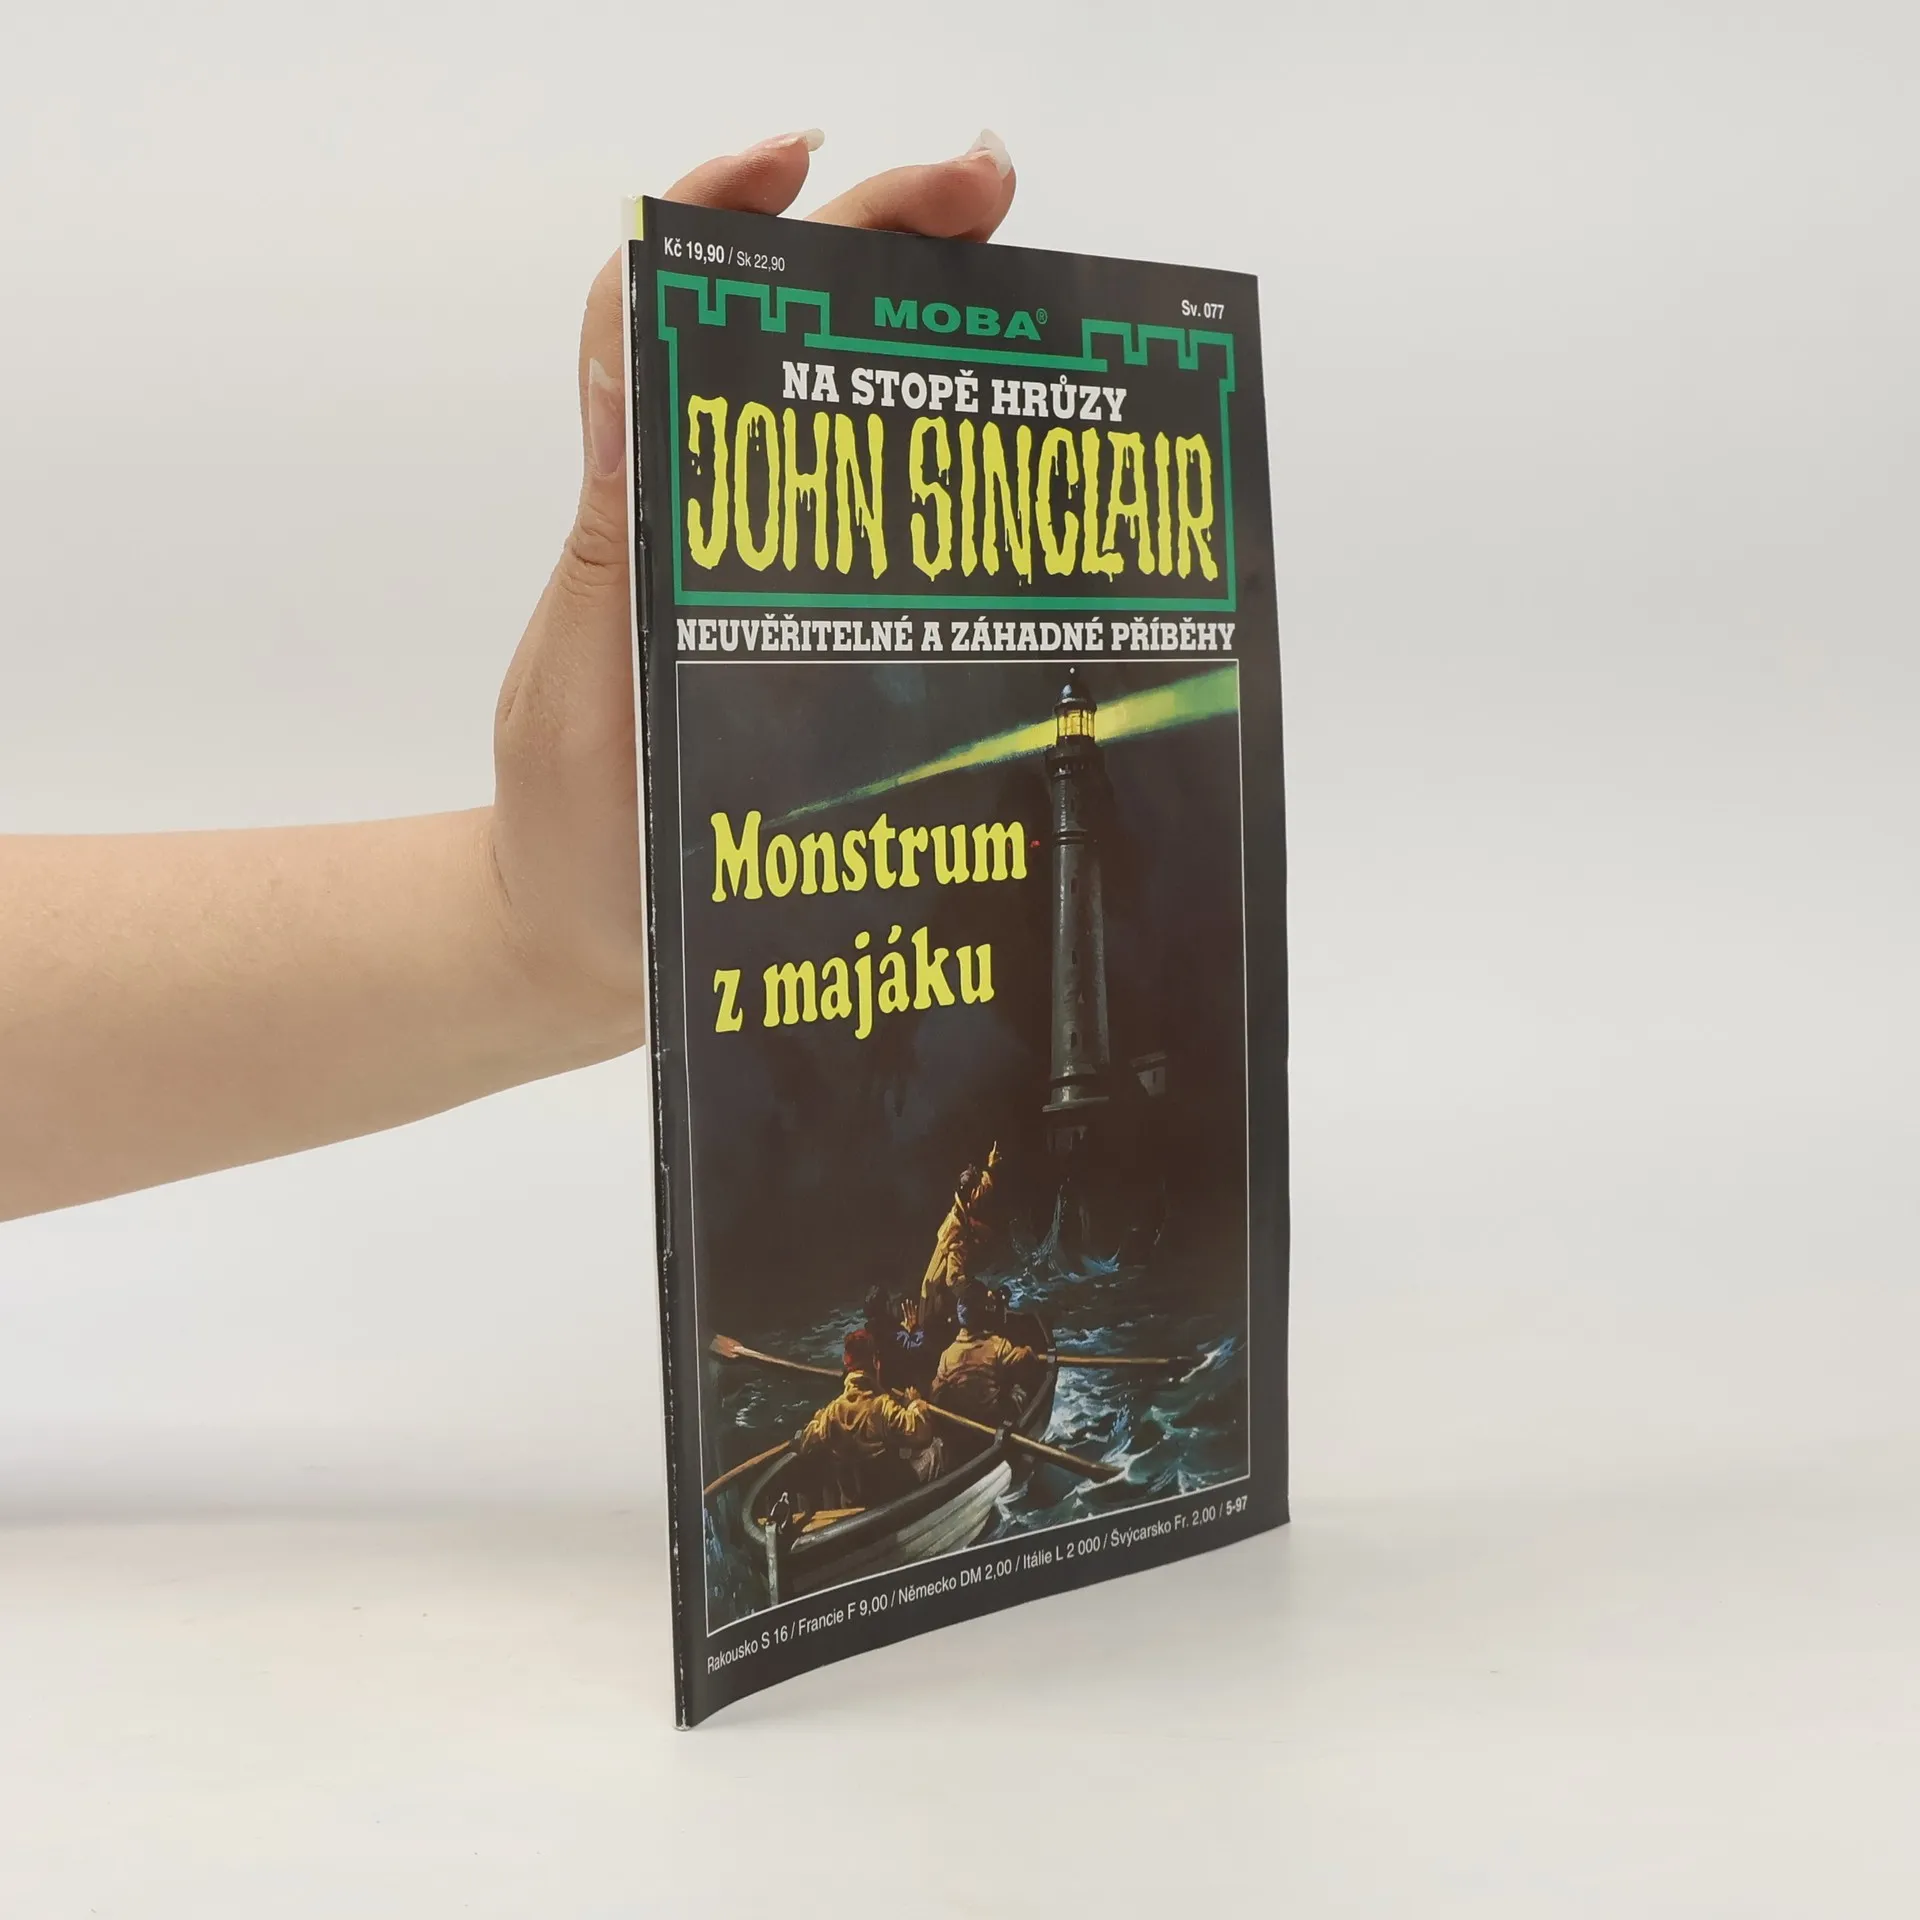 Kč 19,90 / Sk 22,90
Sv. 077
MOBA®
NA STOPĚ HRŮZY
JOHN SINCLAIR
NEUVĚŘITELNÉ A ZÁHADNÉ PŘÍBĚHY
Monstrum
z majáku
Rakousko S 16 / Francie F 9,00 / Německo DM 2,00 / Itálie L 2 000 / Švýcarsko Fr. 2,00 / 5-97